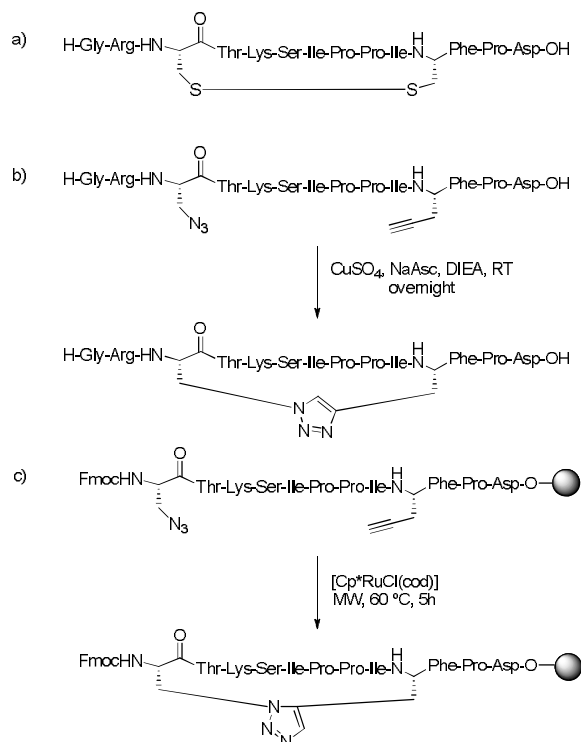 a) H-Gly-Arg-HN O Thr-Lys-Ser-Ile-Pro-Pro-Ile-N H Phe-Pro-Asp-OH
S S
b) H-Gly-Arg-HN O Thr-Lys-Ser-Ile-Pro-Pro-Ile-N H Phe-Pro-Asp-OH
N3
CuSO4, NaAsc, DIEA, RT
overnight
H-Gly-Arg-HN O Thr-Lys-Ser-Ile-Pro-Pro-Ile-N H Phe-Pro-Asp-OH
N
N N
c) FmocHN O Thr-Lys-Ser-Ile-Pro-Pro-Ile-N H Phe-Pro-Asp-O
N3
[Cp*RuCl(cod)]
MW, 60 ºC, 5h
FmocHN O Thr-Lys-Ser-Ile-Pro-Pro-Ile-N H Phe-Pro-Asp-O
N
N
N